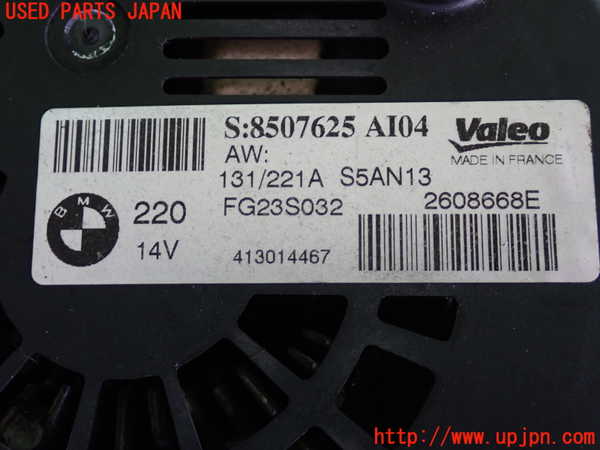 USED PARTS JAPAN
S:8507625 AI04
Valeo
AW:
MADE IN FRANCE
131/221A S5AN13
BMW
220
FG23S032
2608668E
14V
413014467
http://www.upjpn.com/